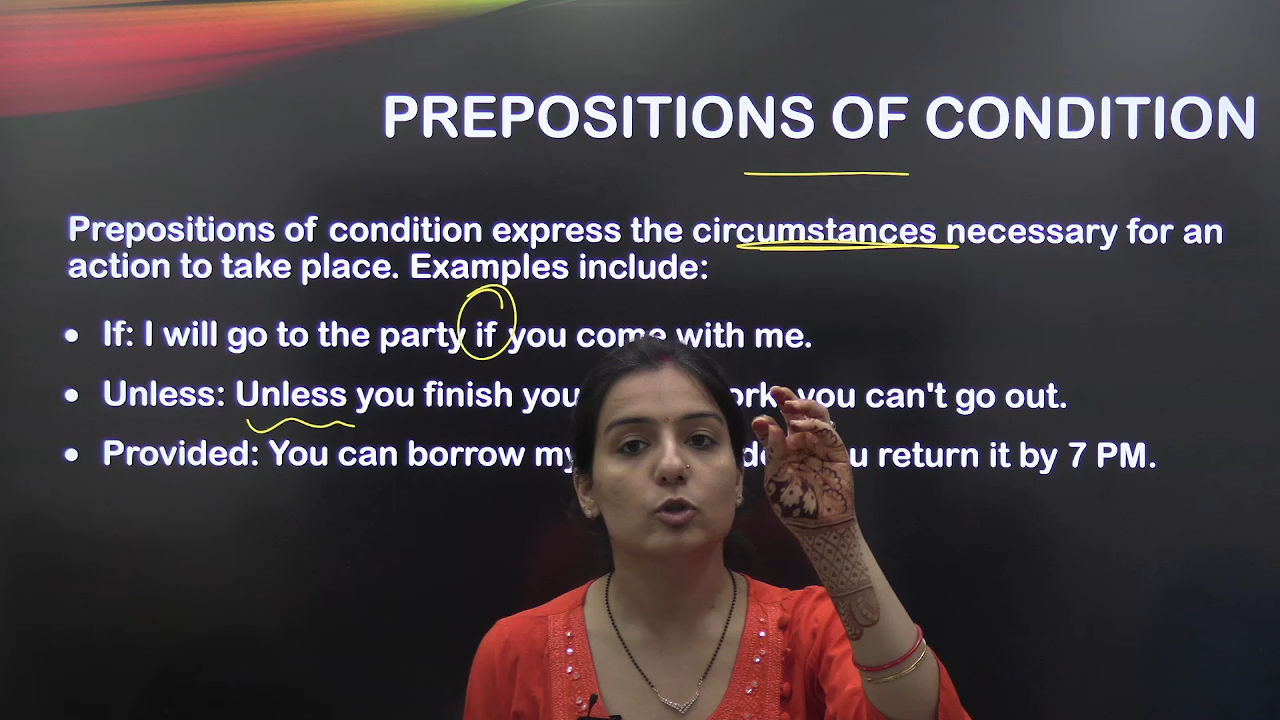 PREPOSITIONS OF CONDITION
Prepositions of condition express the circumstances necessary for an
action to take place. Examples include:
• If: I will go to the party if you come with me.
• Unless: Unless you finish you can't go out.
• Provided: You can borrow my return it by 7 PM.